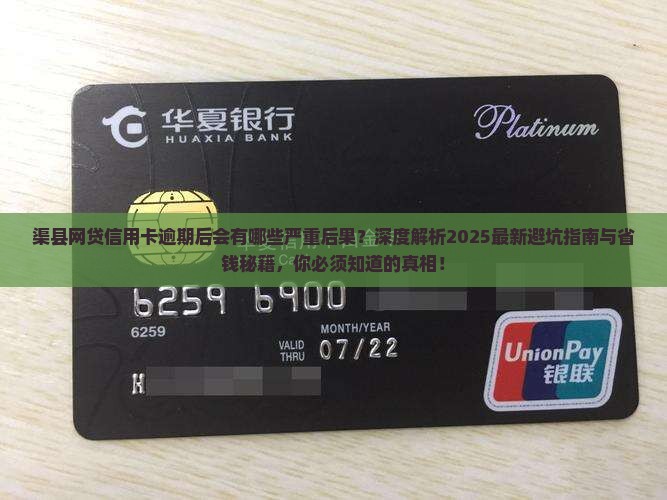 华夏银行
HUAXIA BANK
Platinum
渠县网贷信用卡逾期后会有哪些严重后果？深度解析2025最新避坑指南与省
钱秘籍，你必须知道的真相！
6259 6900
6259
MONTH/YEAR
VALID
THRU
07/22
H
UnionPay
银联